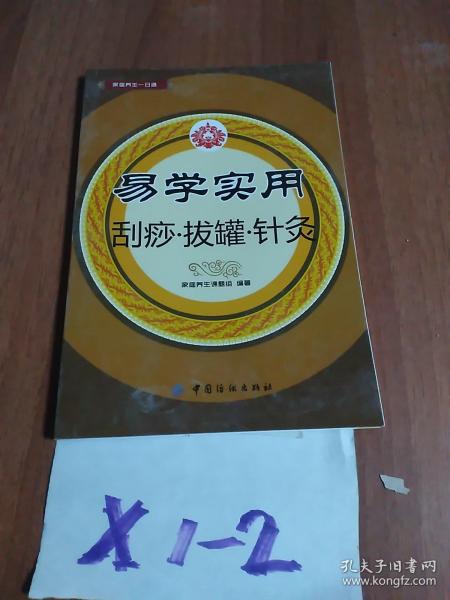 家庭养生一日通
易学实用
刮痧·拔罐·针灸
家庭养生课题组 编著
中国纺织出版社
X1-2
孔夫子旧书网
www.kongfz.com